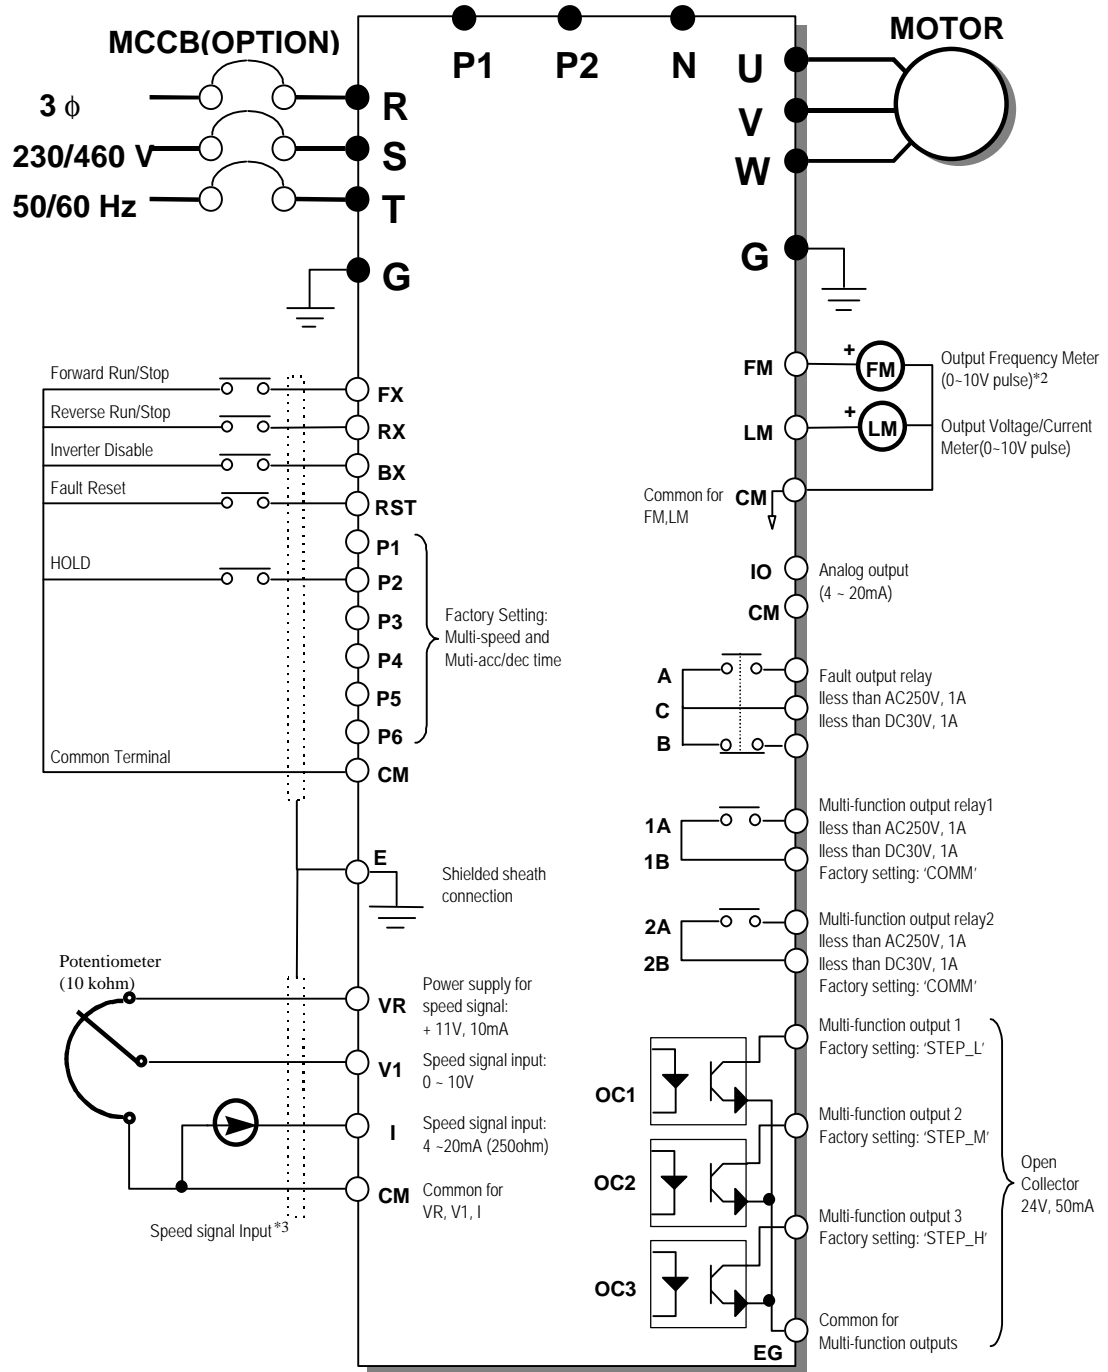 MCCB(OPTION)
P1
P2
N
U
MOTOR
3 ϕ
R
V
230/460 V
S
W
50/60 Hz
T
G
G
Forward Run/Stop
FX
Reverse Run/Stop
RX
Inverter Disable
BX
Fault Reset
RST
P1
HOLD
P2
P3
P4
P5
P6
Factory Setting:
Multi-speed and
Muti-acc/dec time
Common Terminal
CM
E
Shielded sheath
connection
Potentiometer
(10 kohm)
VR
Power supply for
speed signal:
+ 11V, 10mA
V1
Speed signal input:
0 ~ 10V
I
Speed signal input:
4 ~20mA (250ohm)
CM
Common for
VR, V1, I
Speed signal Input*3
FM
+
FM
Output Frequency Meter
(0~10V pulse)*2
LM
+
LM
Output Voltage/Current
Meter(0~10V pulse)
Common for
FM,LM
CM
IO
Analog output
(4 ~ 20mA)
CM
A
C
B
Fault output relay
lless than AC250V, 1A
lless than DC30V, 1A
1A
1B
Multi-function output relay1
lless than AC250V, 1A
lless than DC30V, 1A
Factory setting: ‘COMM’
2A
2B
Multi-function output relay2
lless than AC250V, 1A
lless than DC30V, 1A
Factory setting: ‘COMM’
OC1
Multi-function output 1
Factory setting: ‘STEP_L’
OC2
Multi-function output 2
Factory setting: ‘STEP_M’
OC3
Multi-function output 3
Factory setting: ‘STEP_H’
Open
Collector
24V, 50mA
EG
Common for
Multi-function outputs